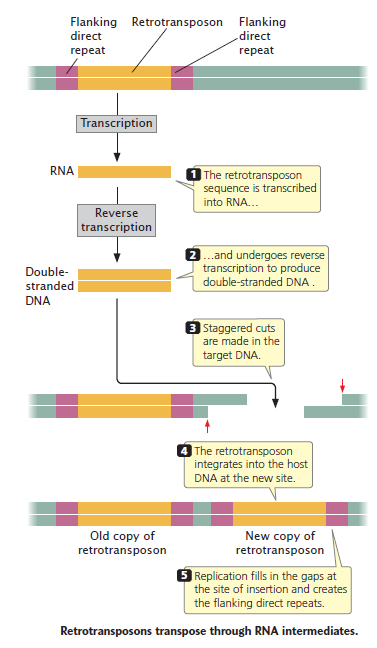 Flanking direct repeat
Retrotransposon
Flanking direct repeat
Transcription
RNA
1 The retrotransposon
sequence is transcribed
into RNA...
Reverse
transcription
2 ...and undergoes reverse
transcription to produce
double-stranded DNA .
Double-
stranded
DNA
3 Staggered cuts
are made in the
target DNA.
4 The retrotransposon
integrates into the host
DNA at the new site.
Old copy of
retrotransposon
New copy of
retrotransposon
5 Replication fills in the gaps at
the site of insertion and creates
the flanking direct repeats.
Retrotransposons transpose through RNA intermediates.